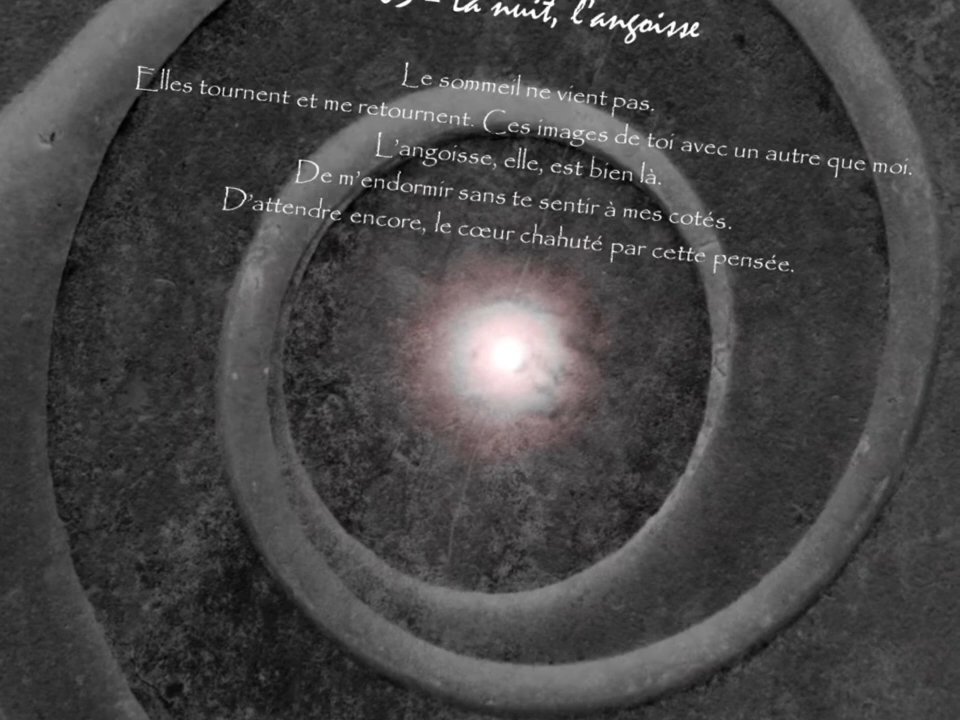 – La nuit, l'angoisse
Le sommeil ne vient pas.
Elles tournent et me retournent. Ces images de toi avec un autre que moi.
L'angoisse, elle, est bien là.
De m'endormir sans te sentir à mes cotés.
D'attendre encore, le cœur chahuté par cette pensée.